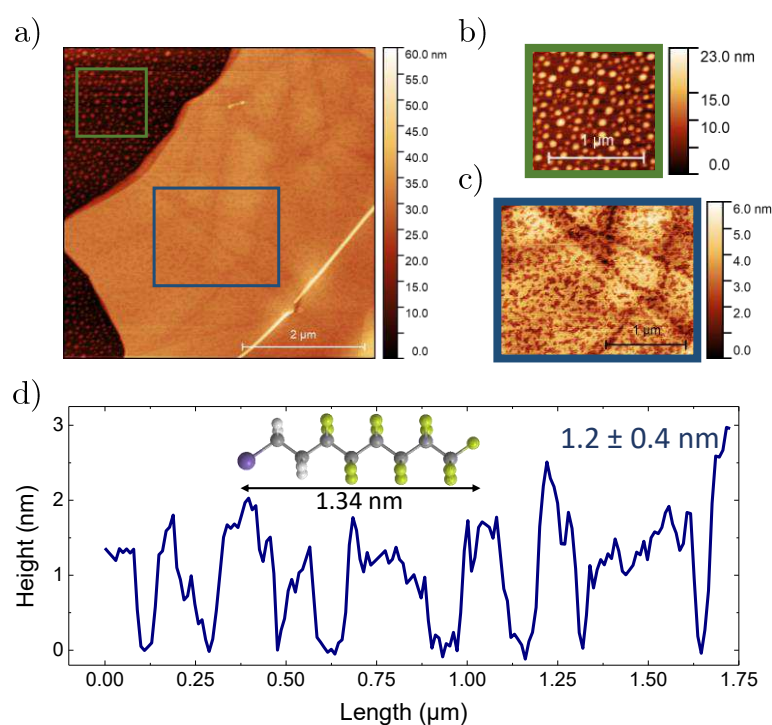 a)
60.0 nm
55.0
50.0
45.0
40.0
35.0
30.0
25.0
20.0
15.0
10.0
5.0
0.0
2 µm
b)
23.0 nm
15.0
10.0
0.0
1 µm
c)
6.0 nm
5.0
4.0
3.0
2.0
1.0
0.0
1 µm
d)
3
2
1
0
Height (nm)
1.34 nm
1.2 ± 0.4 nm
0.00 0.25 0.50 0.75 1.00 1.25 1.50 1.75
Length (µm)